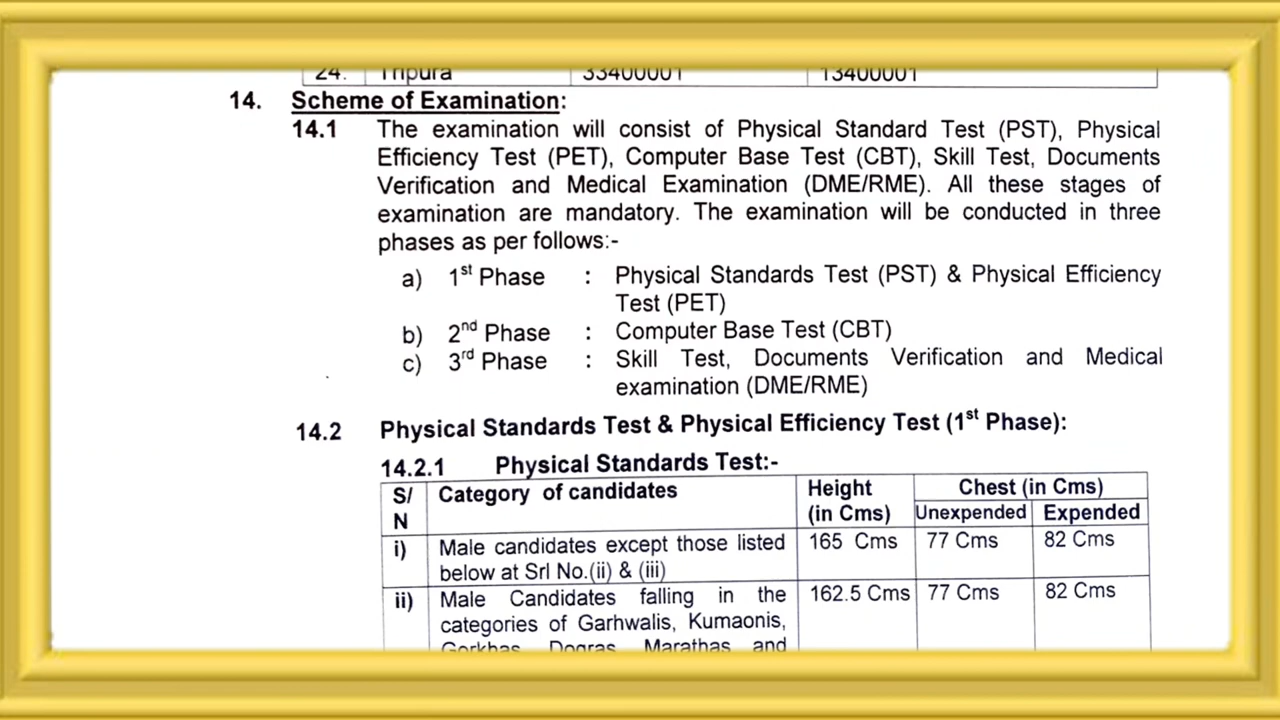 24. Tripura 33400001 13400001
14. Scheme of Examination:
14.1 The examination will consist of Physical Standard Test (PST), Physical
Efficiency Test (PET), Computer Base Test (CBT), Skill Test, Documents
Verification and Medical Examination (DME/RME). All these stages of
examination are mandatory. The examination will be conducted in three
phases as per follows:-
a) 1st Phase : Physical Standards Test (PST) & Physical Efficiency
Test (PET)
b) 2nd Phase : Computer Base Test (CBT)
c) 3rd Phase : Skill Test, Documents Verification and Medical
examination (DME/RME)
14.2 Physical Standards Test & Physical Efficiency Test (1st Phase):
14.2.1 Physical Standards Test:-
S/ Category of candidates Height Chest (in Cms)
N (in Cms) Unexpended Expended
i) Male candidates except those listed 165 Cms 77 Cms 82 Cms
below at Srl No.(ii) & (iii)
ii) Male Candidates falling in the 162.5 Cms 77 Cms 82 Cms
categories of Garhwalis, Kumaonis,
Gorkhas, Dogras, Marathas and